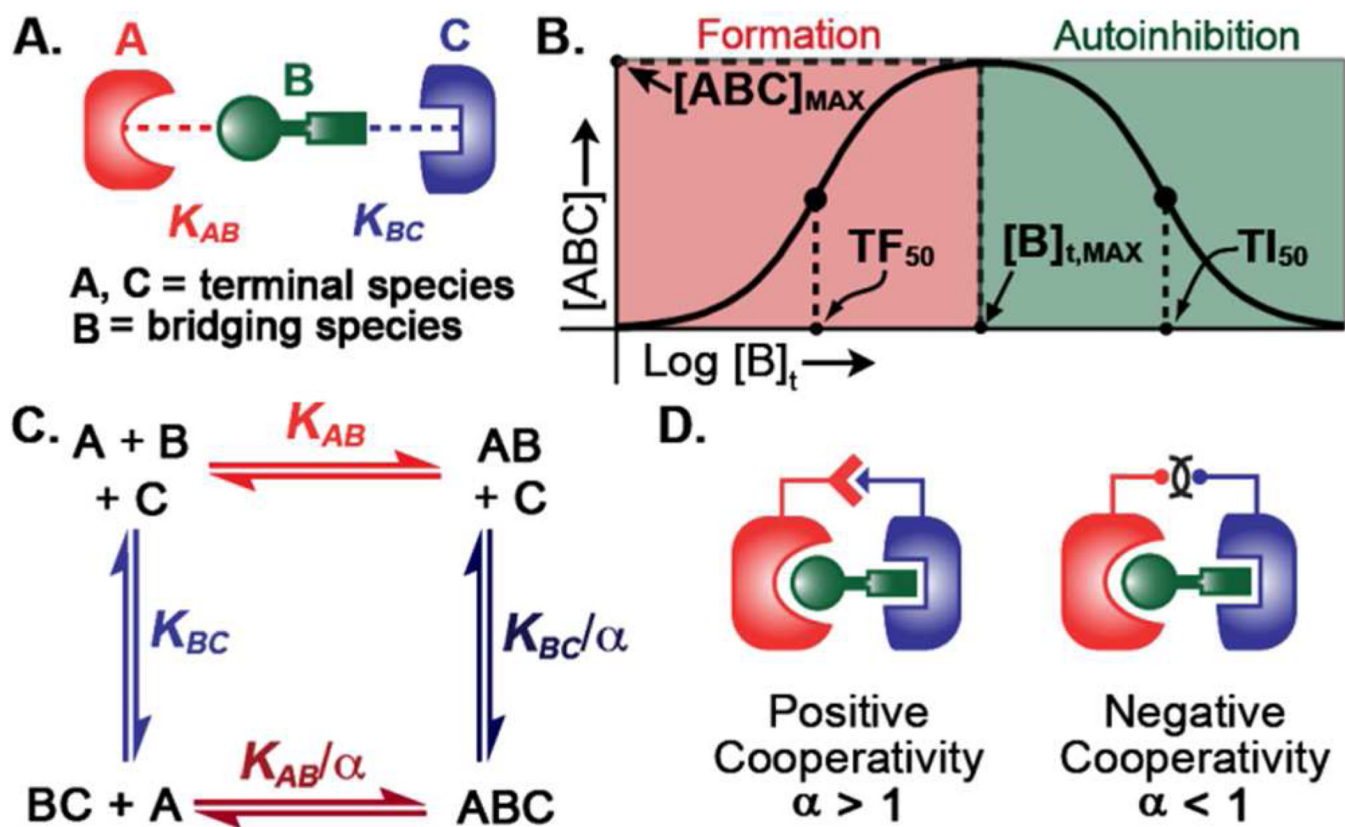 A.
A
C
B
K_AB
K_BC
A, C = terminal species
B = bridging species
B.
Formation
Autoinhibition
[ABC]MAX
[ABC]
TF50
[B]t,MAX
TI50
Log [B]t
C.
A + B
+ C
K_AB
AB
+ C
K_BC
K_BC/α
BC + A
K_AB/α
ABC
D.
Positive
Cooperativity
α > 1
Negative
Cooperativity
α < 1